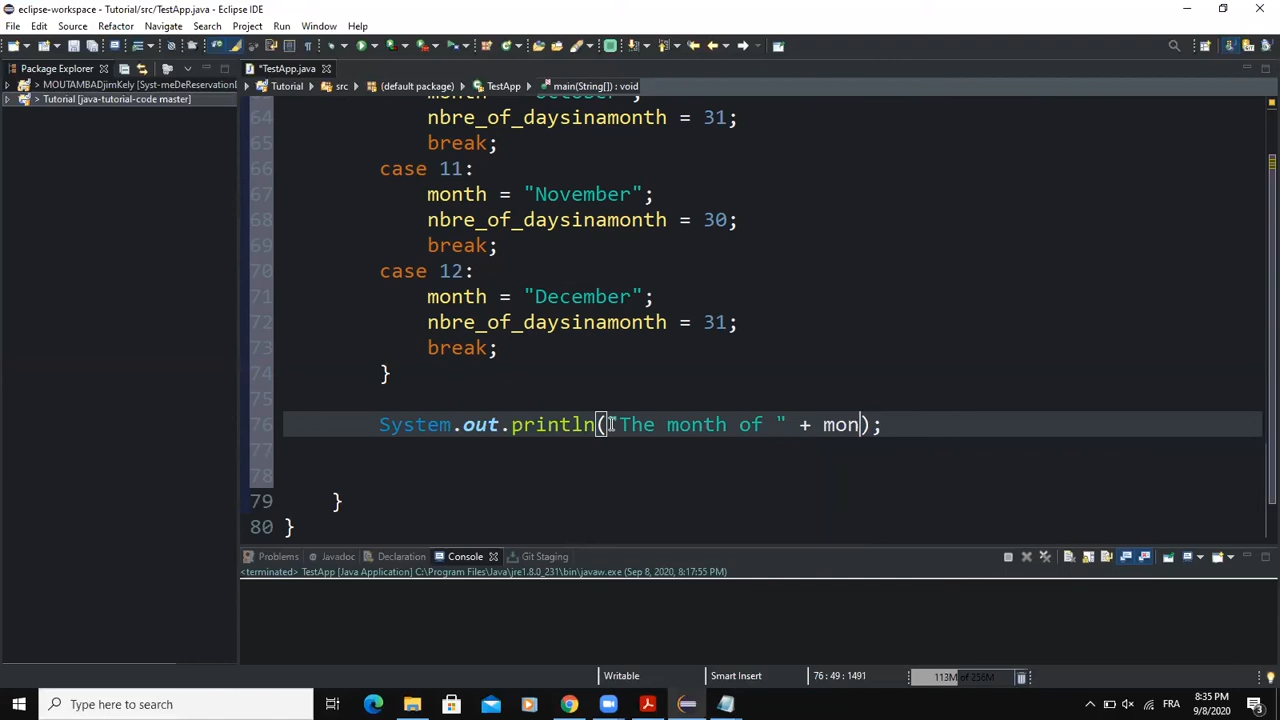 eclipse-workspace - Tutorial/src/TestApp.java - Eclipse IDE
File Edit Source Refactor Navigate Search Project Run Window Help
Package Explorer *TestApp.java
> MOUTAMBADjimKely [Syst-meDeReservationD Tutorial src (default package) TestApp main(String[]) : void
> Tutorial [java-tutorial-code master]
64 nbre_of_daysinamonth = 31;
65 break;
66 case 11:
67 month = "November";
68 nbre_of_daysinamonth = 30;
69 break;
70 case 12:
71 month = "December";
72 nbre_of_daysinamonth = 31;
73 break;
74 }
75
76 System.out.println("The month of " + mon);
78
79 }
80 }
Problems Javadoc Declaration Console Git Staging
<terminated> TestApp [Java Application] C:\Program Files\Java\jre1.8.0_231\bin\javaw.exe (Sep 8, 2020, 8:17:55 PM)
Writable Smart Insert 76 : 49 : 1491 113M of 256M
Type here to search FRA 8:35 PM
9/8/2020